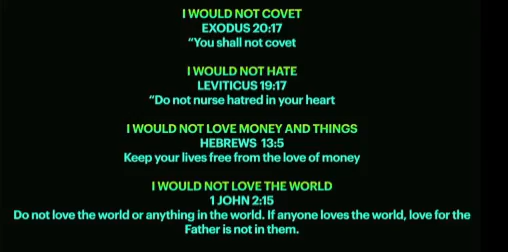 I WOULD NOT COVET
EXODUS 20:17
“You shall not covet
I WOULD NOT HATE
LEVITICUS 19:17
“Do not nurse hatred in your heart
I WOULD NOT LOVE MONEY AND THINGS
HEBREWS 13:5
Keep your lives free from the love of money
I WOULD NOT LOVE THE WORLD
1 JOHN 2:15
Do not love the world or anything in the world. If anyone loves the world, love for the
Father is not in them.